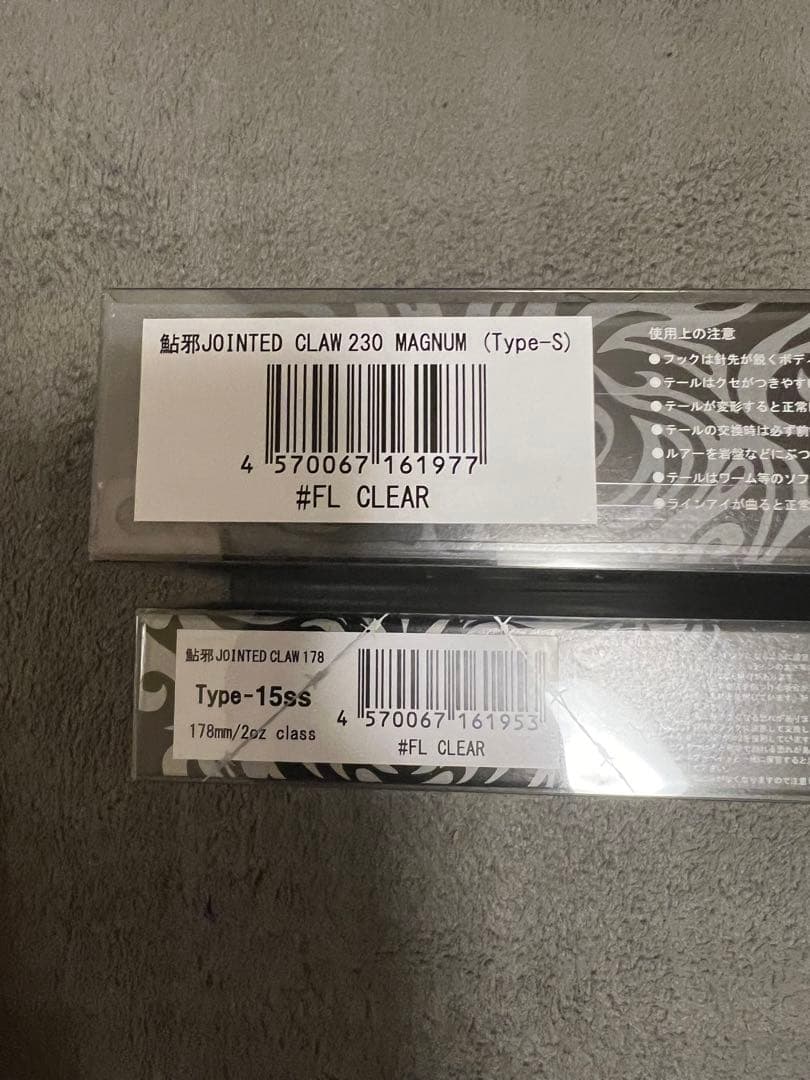 鮎邪JOINTED CLAW 230 MAGNUM (Type-S)
4 570067 161977
#FL CLEAR
使用上の注意
●フックは針先が鋭くボディ
●テールはクセがつきやすい
●テールが変形すると正常に
●テールの交換時は必ず前
●ルアーを岩盤などにぶつ
●テールはワーム等のソフ
●ラインアイが曲ると正常
鮎邪JOINTED CLAW 178
Type-15ss
178mm/2oz class
4 570067 161953
#FL CLEAR